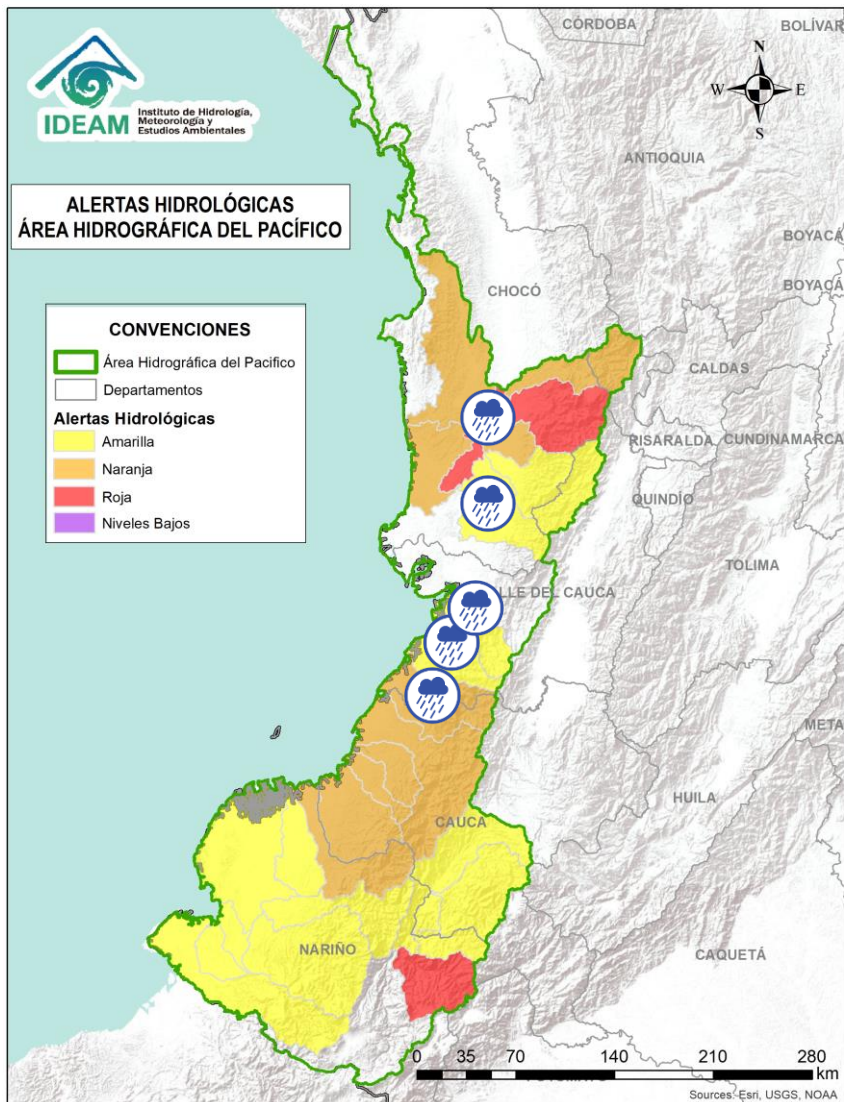 CÓRDOBA
BOLÍVAR
IDEAM
Instituto de Hidrología,
Meteorología y
Estudios Ambientales
N
W
E
S
ANTIOQUIA
ALERTAS HIDROLÓGICAS
ÁREA HIDROGRÁFICA DEL PACÍFICO
BOYACÁ
BOYACÁ
CHOCÓ
CONVENCIONES
Área Hidrográfica del Pacifico
Departamentos
Alertas Hidrológicas
Amarilla
Naranja
Roja
Niveles Bajos
CALDAS
RISARALDA
CUNDINAMARCA
QUINDÍO
TOLIMA
LLE DEL CAUCA
META
HUILA
CAUCA
NARIÑO
CAQUETÁ
0 35 70 140 210 280
km
Sources: Esri, USGS, NOAA